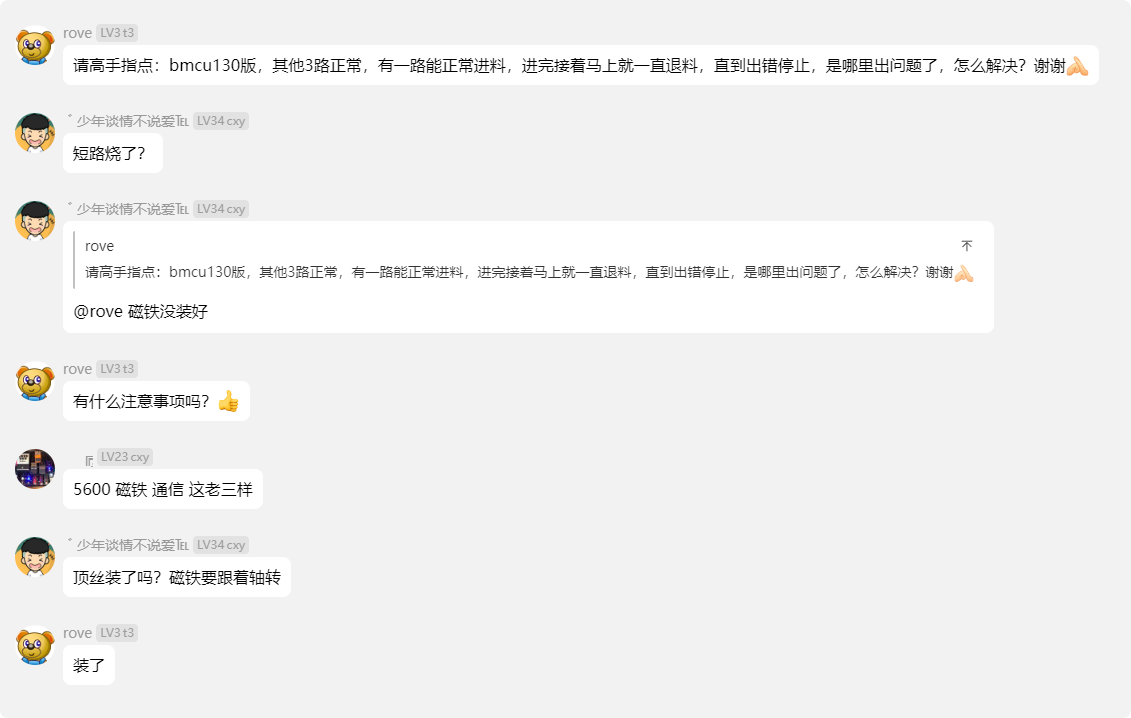 rove LV3 t3
请高手指点：bmcu130版，其他3路正常，有一路能正常进料，进完接着马上就一直退料，直到出错停止，是哪里出问题了，怎么解决？谢谢🙏🏻
゜少年谈情不说爱℡ LV34 cxy
短路烧了？
゜少年谈情不说爱℡ LV34 cxy
rove
请高手指点：bmcu130版，其他3路正常，有一路能正常进料，进完接着马上就一直退料，直到出错停止，是哪里出问题了，怎么解决？谢谢🙏🏻
@rove 磁铁没装好
rove LV3 t3
有什么注意事项吗？👍
LV23 cxy
5600 磁铁 通信 这老三样
゜少年谈情不说爱℡ LV34 cxy
顶丝装了吗？磁铁要跟着轴转
rove LV3 t3
装了